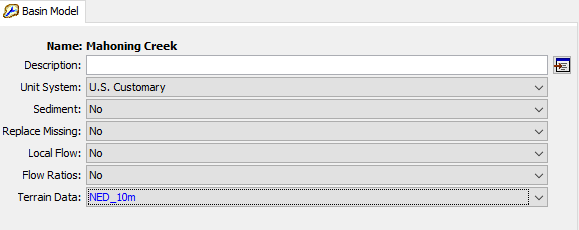 Basin Model
Name: Mahoning Creek
Description:
Unit System: U.S. Customary
Sediment: No
Replace Missing: No
Local Flow: No
Flow Ratios: No
Terrain Data: NED_10m